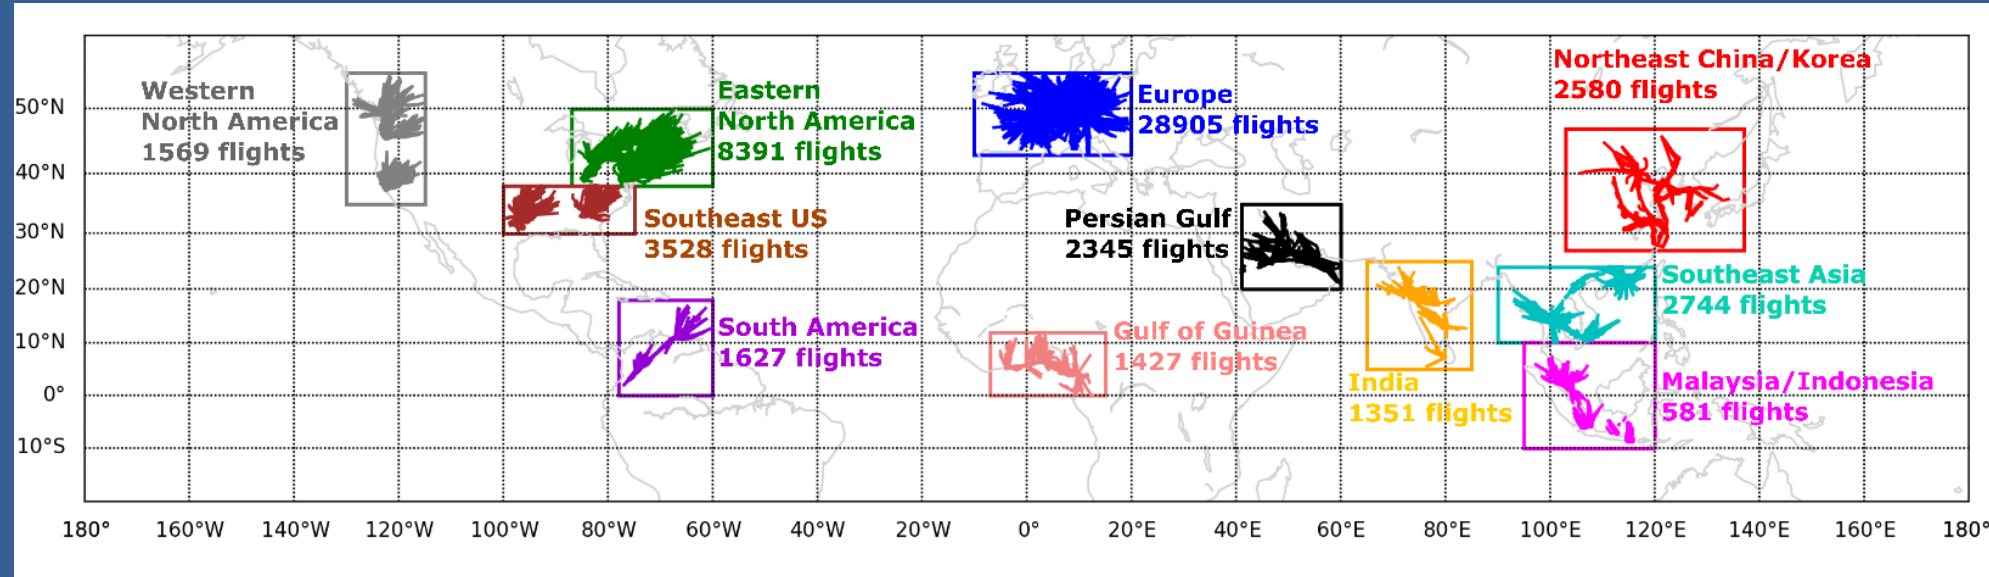 Northeast China/Korea
2580 flights
Western
North America
1569 flights
Eastern
North America
8391 flights
Europe
28905 flights
Southeast US
3528 flights
Persian Gulf
2345 flights
Southeast Asia
2744 flights
South America
1627 flights
Gulf of Guinea
1427 flights
India
1351 flights
Malaysia/Indonesia
581 flights
50°N
40°N
30°N
20°N
10°N
0°
10°S
180° 160°W 140°W 120°W 100°W 80°W 60°W 40°W 20°W 0° 20°E 40°E 60°E 80°E 100°E 120°E 140°E 160°E 180°